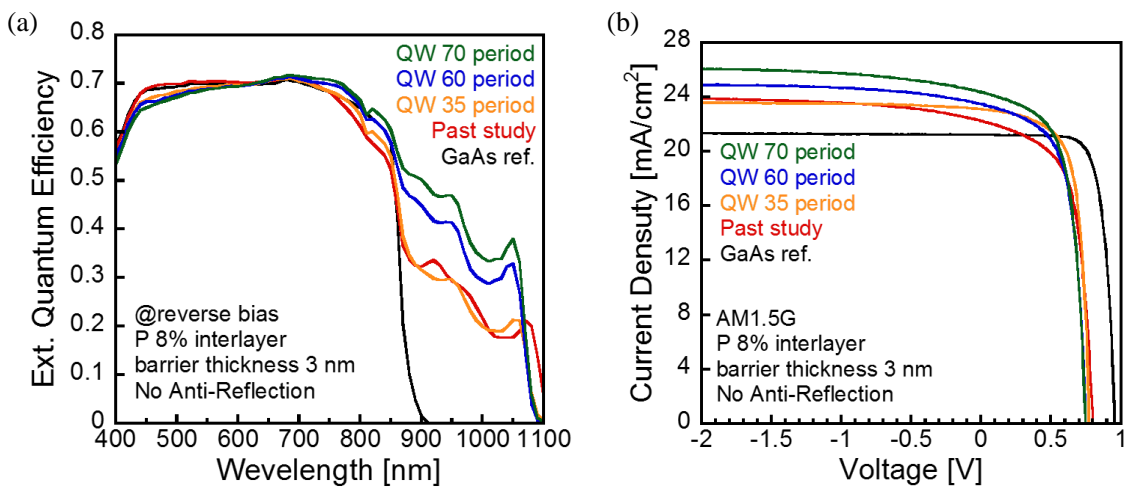 (a)
Ext. Quantum Efficiency
0.8
0.7
0.6
0.5
0.4
0.3
0.2
0.1
0
QW 70 period
QW 60 period
QW 35 period
Past study
GaAs ref.
@reverse bias
P 8% interlayer
barrier thickness 3 nm
No Anti-Reflection
400 500 600 700 800 900 1000 1100
Wevelength [nm]
(b)
Current Densuty [mA/cm²]
28
24
20
16
12
8
4
0
QW 70 period
QW 60 period
QW 35 period
Past study
GaAs ref.
AM1.5G
P 8% interlayer
barrier thickness 3 nm
No Anti-Reflection
-2 -1.5 -1 -0.5 0 0.5 1
Voltage [V]